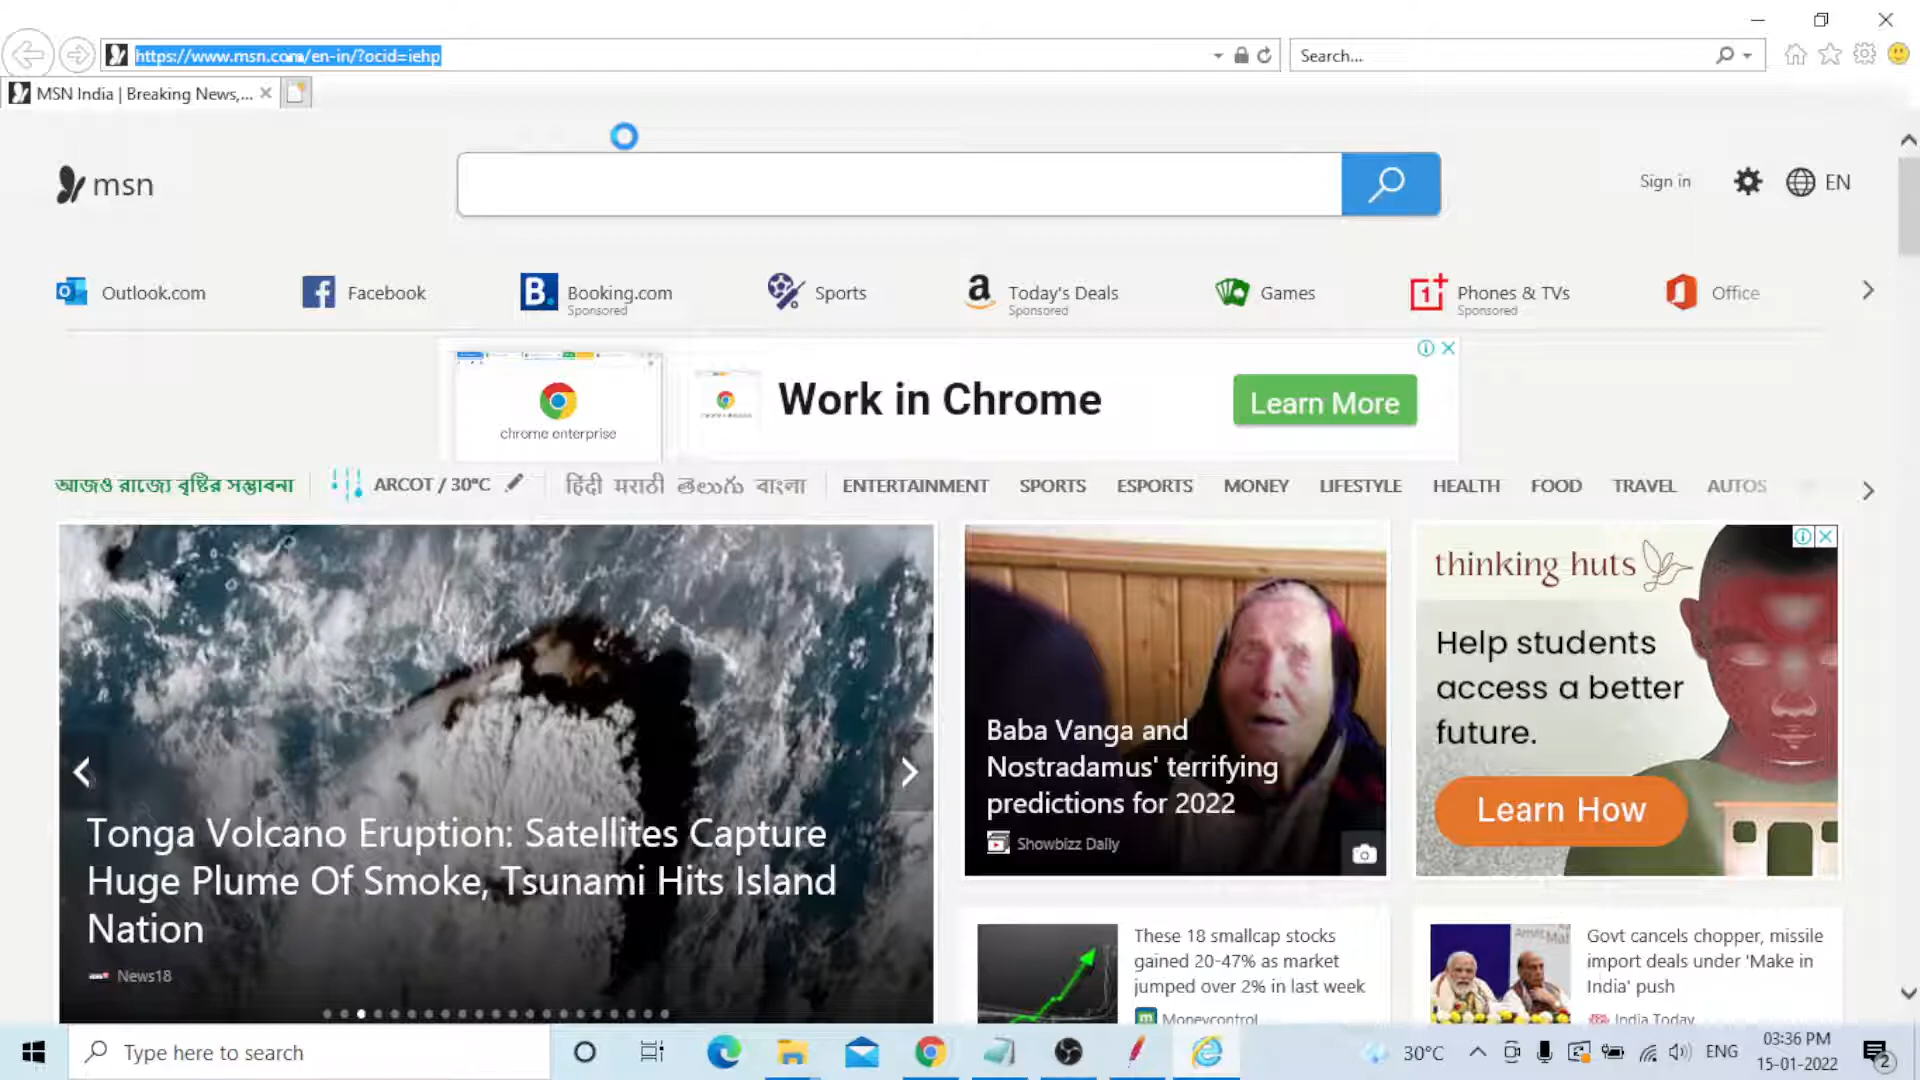 https://www.msn.com/en-in/?ocid=iehp
Search...
MSN India | Breaking News,...
msn
Sign in
EN
Outlook.com
Facebook
B.
Booking.com
Sponsored
Sports
a
Today's Deals
Sponsored
Games
1+
Phones & TVs
Sponsored
Office
chrome enterprise
Work in Chrome
Learn More
আজও রাজ্যে বৃষ্টির সম্ভাবনা
ARCOT / 30°C
हिंदी मराठी తెలుగు বাংলা
ENTERTAINMENT
SPORTS
ESPORTS
MONEY
LIFESTYLE
HEALTH
FOOD
TRAVEL
AUTOS
Tonga Volcano Eruption: Satellites Capture
Huge Plume Of Smoke, Tsunami Hits Island
Nation
News18
Baba Vanga and
Nostradamus' terrifying
predictions for 2022
Showbizz Daily
thinking huts
Help students
access a better
future.
Learn How
These 18 smallcap stocks
gained 20-47% as market
jumped over 2% in last week
Moneycontrol
Govt cancels chopper, missile
import deals under 'Make in
India' push
India Today
Type here to search
30°C
ENG
03:36 PM
15-01-2022
2